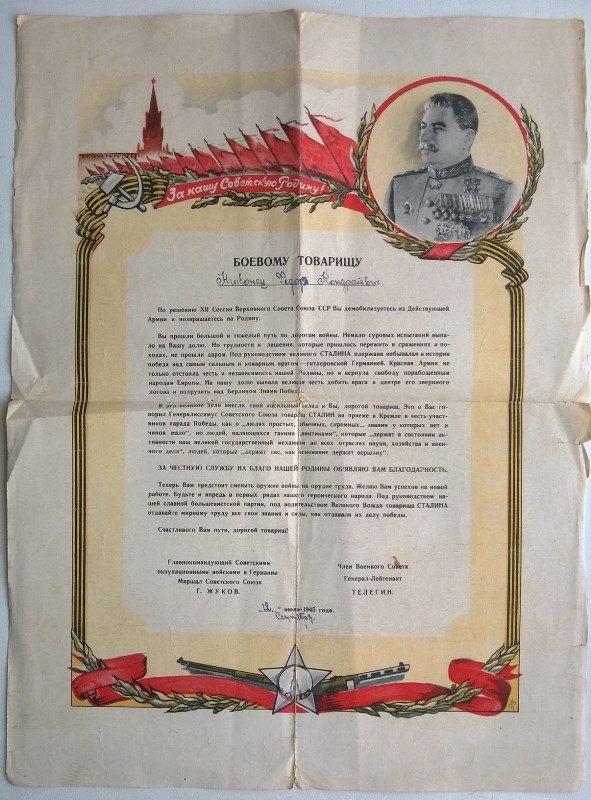 За нашу Советскую Родину!
БОЕВОМУ ТОВАРИЩУ
Федор Кондратевич
По решению XII Сессии Верховного Совета Союза ССР Вы демобилизуетесь из Действующей
Армии и возвращаетесь на Родину.
Вы прошли большой и тяжелый путь по дорогам войны. Немало суровых испытаний выпа-
ло на Вашу долю. Но трудности и лишения, которые пришлось пережить в сражениях и по-
ходах, не прошли даром. Под руководством великого СТАЛИНА одержана небывалая в истории
победа над самым сильным и коварным врагом—гитлеровской Германией. Красная Армия не
только отстояла честь и независимость нашей Родины, но и вернула свободу порабощенным
народам Европы. На нашу долю выпала великая честь добить врага в центре его звериного
логова и водрузить над Берлином Знамя Победы.
В это великое дело внесли свой посильный вклад и Вы, дорогой товарищ. Это о Вас го-
ворил Генералиссимус Советского Союза товарищ СТАЛИН на приеме в Кремле в честь участ-
ников парада Победы, как о „людях простых, обычных, скромных... звания у которых нет и
чинов мало", но людях, являющихся такими „винтиками", которые „держат в состоянии ак-
тивности наш великий государственный механизм во всех отраслях науки, хозяйства и воен-
ного дела", людей, которые „держат нас, как основание держит вершину".
ЗА ЧЕСТНУЮ СЛУЖБУ НА БЛАГО НАШЕЙ РОДИНЫ ОБ'ЯВЛЯЮ ВАМ БЛАГОДАРНОСТЬ.
Теперь Вам предстоит сменить оружие войны на орудие труда. Желаю Вам успехов на новой
работе. Будьте и впредь в первых рядах нашего героического народа. Под руководством на-
шей славной большевистской партии, под водительством Великого Вождя товарища СТАЛИНА
отдавайте мирному труду все свои знания и силы, как отдавали их делу победы.
Счастливого Вам пути, дорогой товарищ!
Главнокомандующий Советскими
оккупационными войсками в Германии
Маршал Советского Союза
Г. ЖУКОВ.
Член Военного Совета
Генерал-Лейтенант
ТЕЛЕГИН.
„12" июля 1945 года.
Сентября